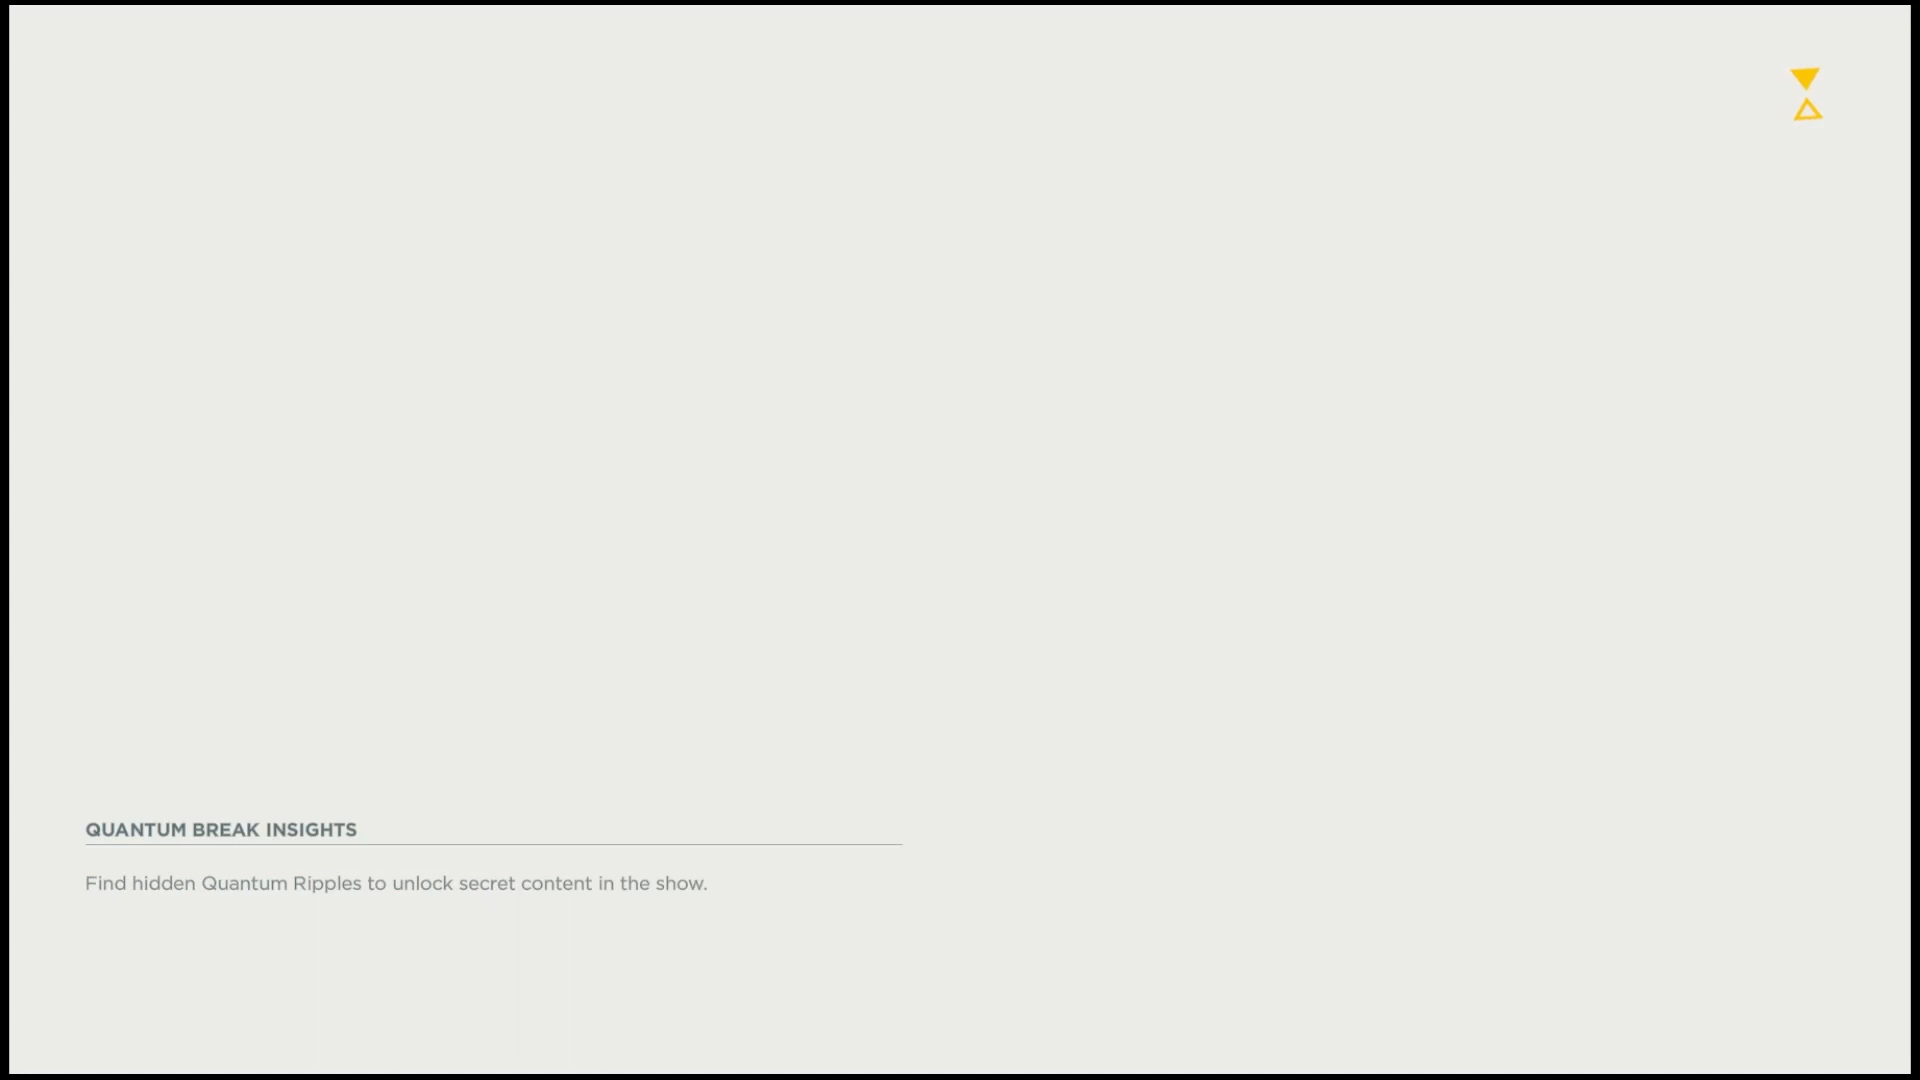 QUANTUM BREAK INSIGHTS
Find hidden Quantum Ripples to unlock secret content in the show.